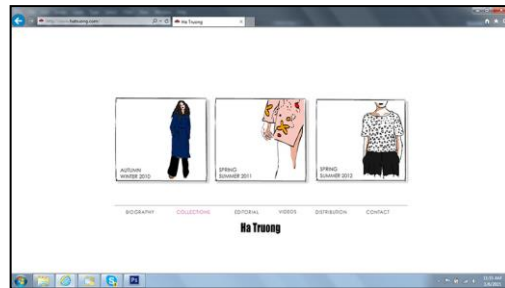 Ha Truong
AUTUMN
WINTER 2010
SPRING
SUMMER 2011
SPRING
SUMMER 2012
BIOGRAPHY COLLECTIONS EDITORIAL VIDEOS DISTRIBUTION CONTACT
Ha Truong